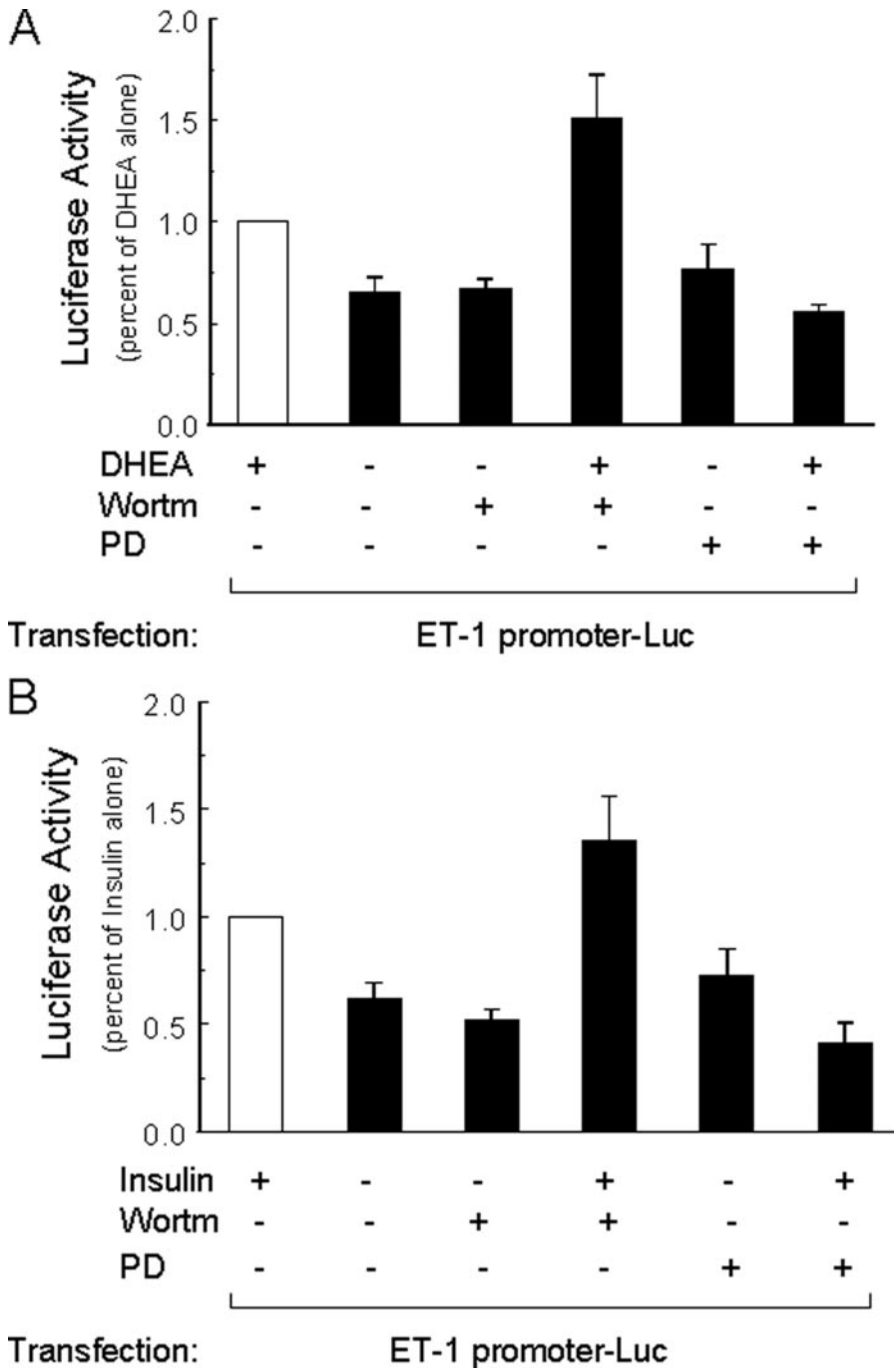 A
Luciferase Activity
(percent of DHEA alone)
2.0
1.5
1.0
0.5
0.0
DHEA + - - + - +
Wortm - - + + - -
PD - - - - + +
Transfection: ET-1 promoter-Luc
B
Luciferase Activity
(percent of Insulin alone)
2.0
1.5
1.0
0.5
0.0
Insulin + - - + - +
Wortm - - + + - -
PD - - - - + +
Transfection: ET-1 promoter-Luc